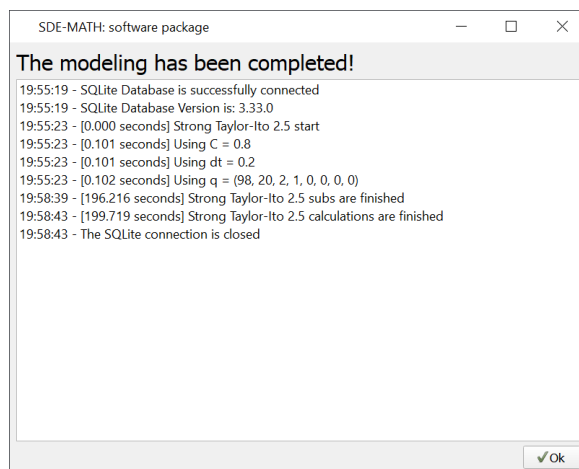 SDE-MATH: software package
The modeling has been completed!
19:55:19 - SQLite Database is successfully connected
19:55:19 - SQLite Database Version is: 3.33.0
19:55:23 - [0.000 seconds] Strong Taylor-Ito 2.5 start
19:55:23 - [0.101 seconds] Using C = 0.8
19:55:23 - [0.101 seconds] Using dt = 0.2
19:55:23 - [0.102 seconds] Using q = (98, 20, 2, 1, 0, 0, 0, 0)
19:58:39 - [196.216 seconds] Strong Taylor-Ito 2.5 subs are finished
19:58:43 - [199.719 seconds] Strong Taylor-Ito 2.5 calculations are finished
19:58:43 - The SQLite connection is closed
Ok